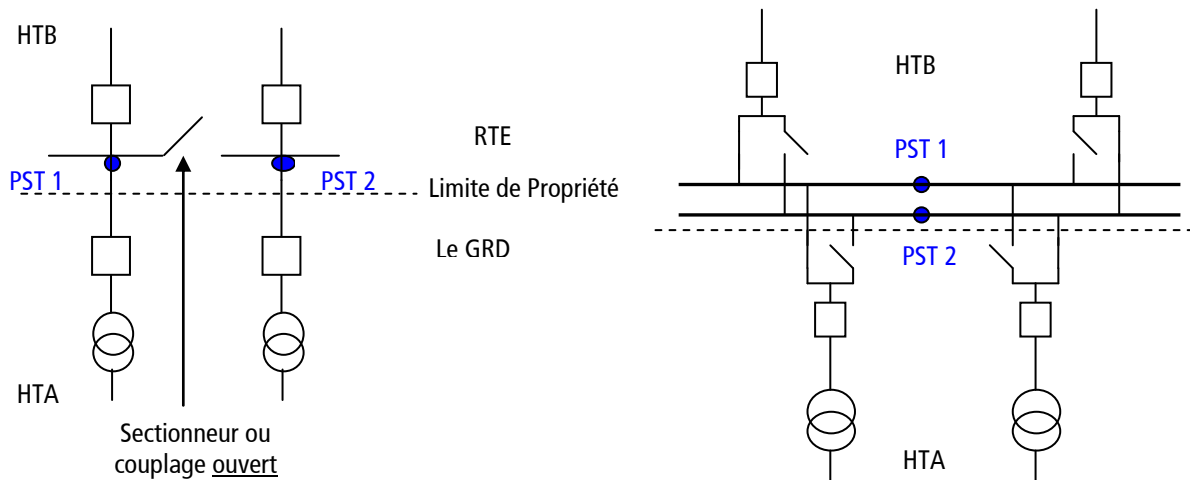 HTB
RTE
PST 1
PST 2
Limite de Propriété
Le GRD
HTA
Sectionneur ou
couplage ouvert
HTB
PST 1
PST 2
HTA